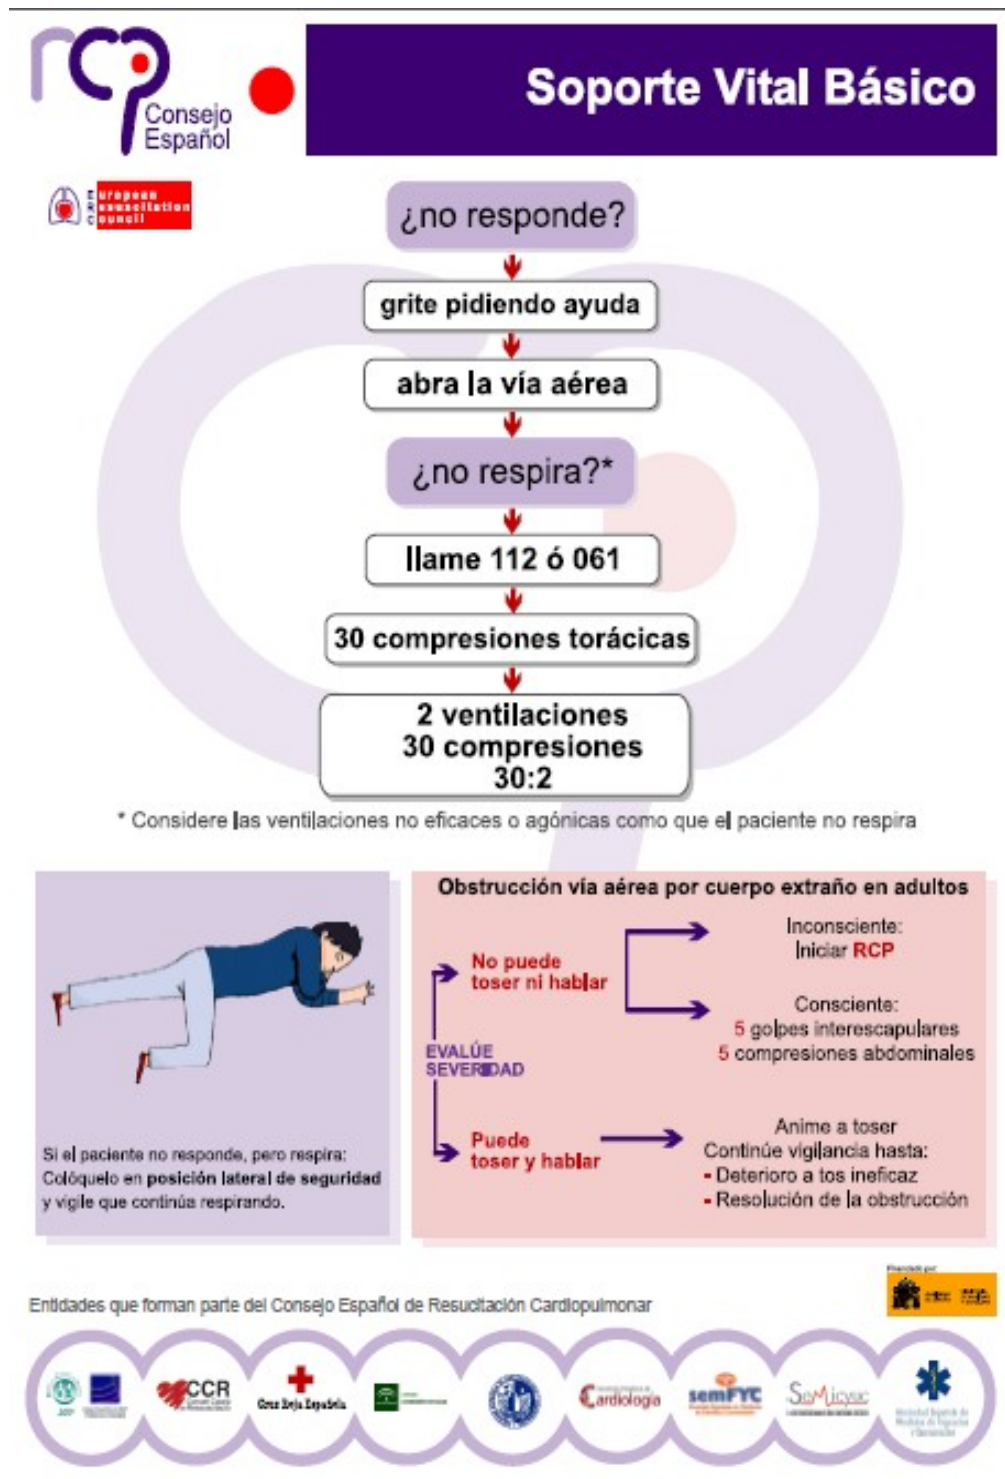 rcp
Consejo
Español
Soporte Vital Básico
European
Resuscitation
Council
¿no responde?
grite pidiendo ayuda
abra la vía aérea
¿no respira?*
llame 112 ó 061
30 compresiones torácicas
2 ventilaciones
30 compresiones
30:2
* Considere las ventilaciones no eficaces o agónicas como que el paciente no respira
Si el paciente no responde, pero respira:
Colóquelo en posición lateral de seguridad
y vigile que continúa respirando.
Obstrucción vía aérea por cuerpo extraño en adultos
EVALÚE
SEVERIDAD
No puede
toser ni hablar
Inconsciente:
Iniciar RCP
Consciente:
5 golpes interescapulares
5 compresiones abdominales
Puede
toser y hablar
Anime a toser
Continúe vigilancia hasta:
- Deterioro a tos ineficaz
- Resolución de la obstrucción
Financiado por:
Entidades que forman parte del Consejo Español de Resucitación Cardiopulmonar
CCR
Cruz Roja Española
Cardiología
semFYC
SeMicyuc